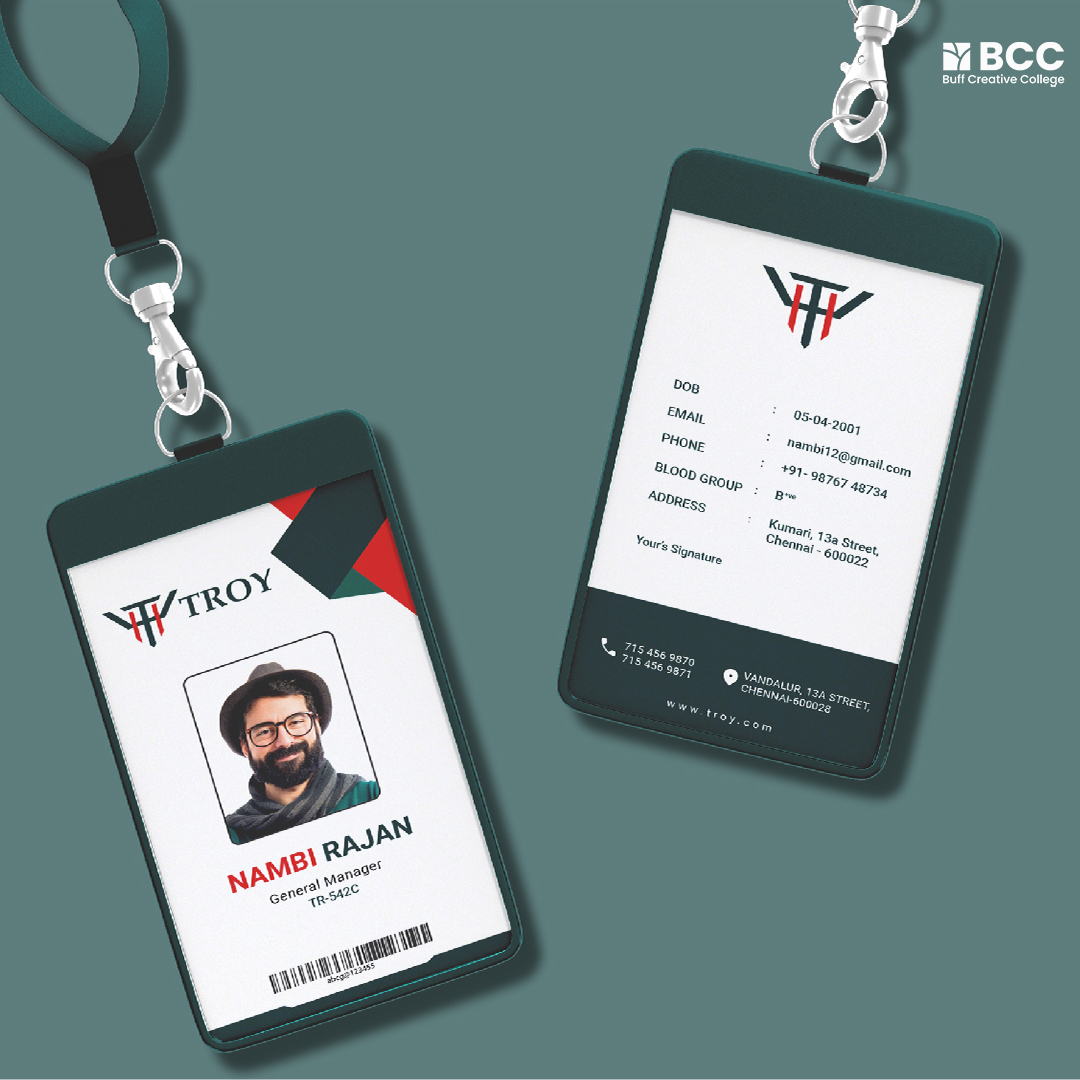 BCC
Buff Creative College
TROY
NAMBI RAJAN
General Manager
TR-542C
abcg@123455
DOB : 05-04-2001
EMAIL : nambi12@gmail.com
PHONE : +91- 98767 48734
BLOOD GROUP : B+ve
ADDRESS : Kumari, 13a Street,
Chennai - 600022
Your's Signature
715 456 9870
715 456 9871
VANDALUR, 13A STREET,
CHENNAI-600028
www.troy.com